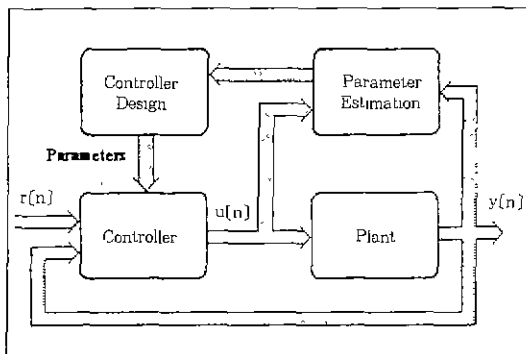 Controller
Design
Parameter
Estimation
Parameters
r[n]
u[n]
y[n]
Controller
Plant